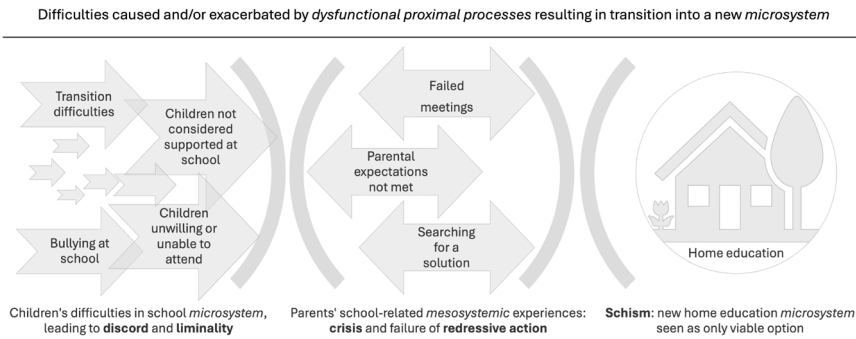 Difficulties caused and/or exacerbated by dysfunctional proximal processes resulting in transition into a new microsystem
Transition
difficulties
Children not
considered
supported at
school
Bullying at
school
Children
unwilling or
unable to
attend
Failed
meetings
Parental
expectations
not met
Searching
for a
solution
Home education
Children's difficulties in school microsystem,
leading to discord and liminality
Parents' school-related mesosystemic experiences:
crisis and failure of redressive action
Schism: new home education microsystem
seen as only viable option